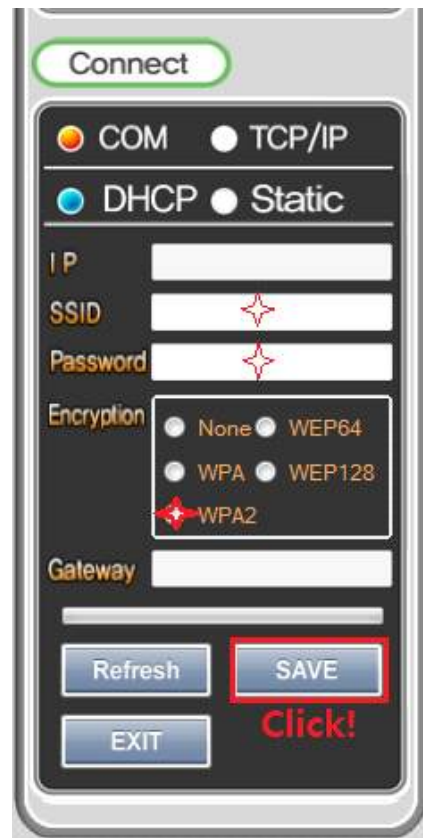 Connect
COM TCP/IP
DHCP Static
I P
SSID
Password
Encryption
None WEP64
WPA WEP128
WPA2
Gateway
Refresh SAVE
EXIT Click!